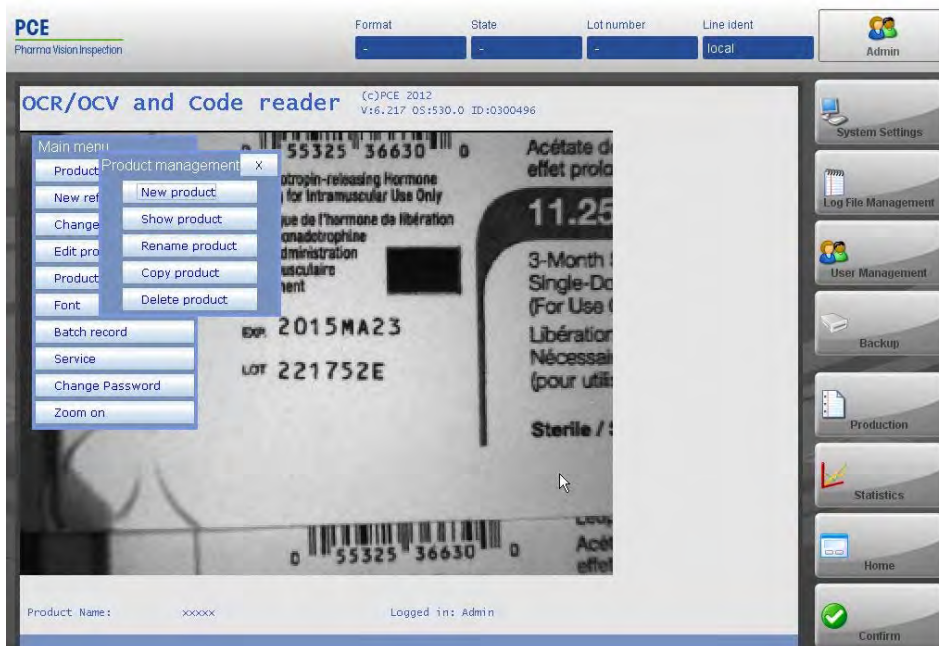 PCE
Pharma Vision Inspection
Format
State
Lot number
Line ident
-
-
-
local
Admin
OCR/OCV and Code reader
(c)PCE 2012
V:6.217 OS:530.0 ID:0300496
Main menu
Product
New ref
Change
Edit pro
Product
Font
Batch record
Service
Change Password
Zoom on
Product management
X
New product
Show product
Rename product
Copy product
Delete product
0 55325 36630 0
otropin-releasing Hormone
for Intramuscular Use Only
que de l'hormone de libération
onadotrophine
dministration
usculaire
ent
EXP. 2015MA23
LOT 221752E
Acétate d
effet prolo
11.25
3-Month
Single-Do
(For Use
Libération
Nécessai
(pour utili
Sterile /
0 55325 36630 0
Acé
effet
System Settings
Log File Management
User Management
Backup
Production
Statistics
Home
Confirm
Product Name: xxxxx
Logged in: Admin